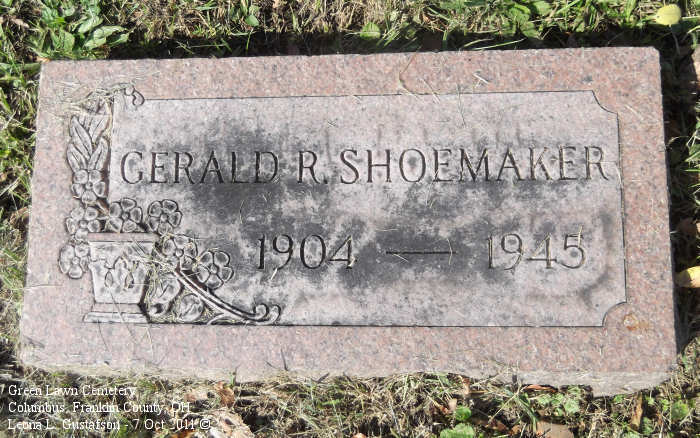 GERALD R. SHOEMAKER
1904 — 1945
Green Lawn Cemetery
Columbus, Franklin County, OH
Leona L. Gustafson - 7 Oct 2011 ©